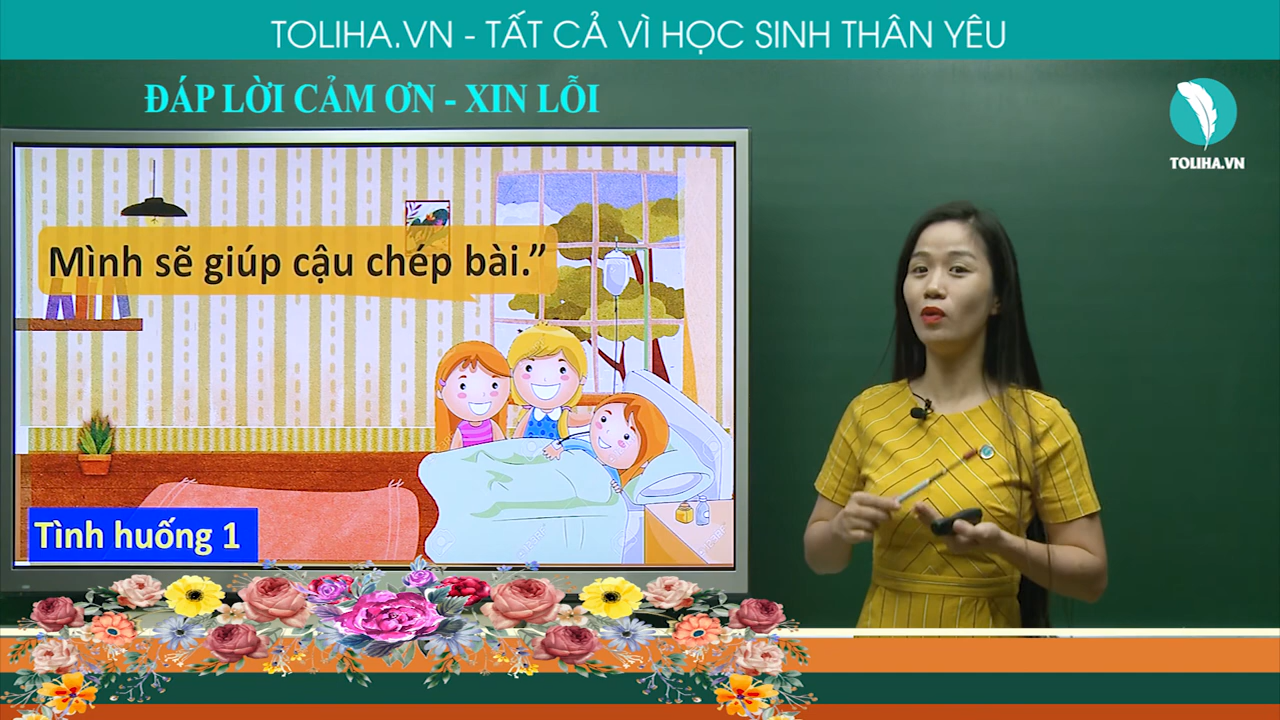 TOLIHA.VN - TẤT CẢ VÌ HỌC SINH THÂN YÊU
ĐÁP LỜI CẢM ƠN - XIN LỖI
TOLIHA.VN
Mình sẽ giúp cậu chép bài.”
Tình huống 1